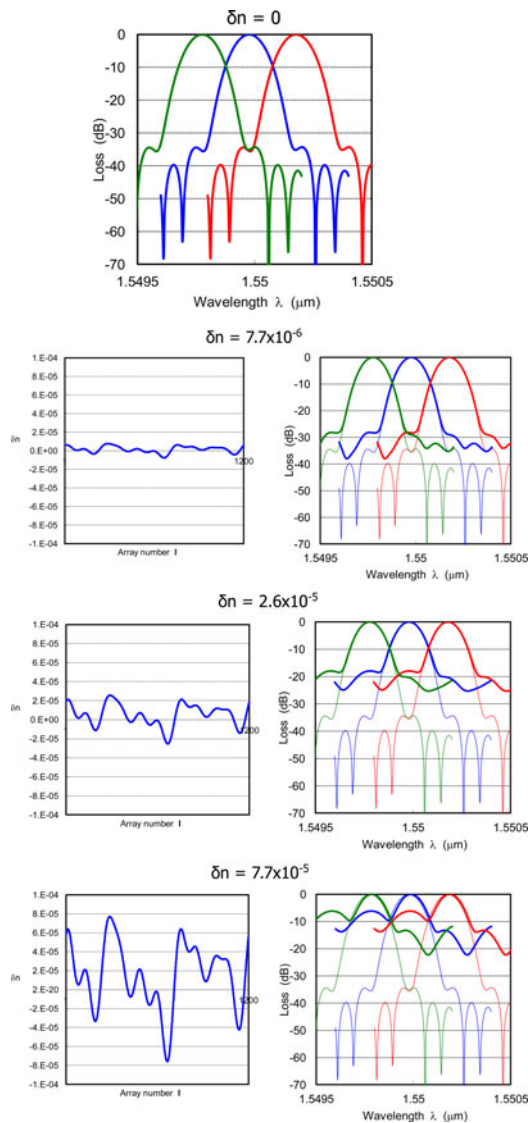 δn = 0
0
-10
-20
-30
-40
-50
-60
-70
Loss (dB)
1.5495 1.55 1.5505
Wavelength λ (μm)
δn = 7.7x10-6
1.E-04
8.E-05
6.E-05
4.E-05
2.E-05
0.E+00
-2.E-05
-4.E-05
-6.E-05
-8.E-05
-1.E-04
δn
1200
Array number I
0
-10
-20
-30
-40
-50
-60
-70
Loss (dB)
1.5495 1.55 1.5505
Wavelength λ (μm)
δn = 2.6x10-5
1.E-04
8.E-05
6.E-05
4.E-05
2.E-05
0.E+00
-2.E-05
-4.E-05
-6.E-05
-8.E-05
-1.E-04
δn
1200
Array number I
0
-10
-20
-30
-40
-50
-60
-70
Loss (dB)
1.5495 1.55 1.5505
Wavelength λ (μm)
δn = 7.7x10-5
1.E-04
8.E-05
6.E-05
4.E-05
2.E-05
0.E-20
-2.E-05
-4.E-05
-6.E-05
-8.E-05
-1.E-04
δn
1200
Array number I
0
-10
-20
-30
-40
-50
-60
-70
Loss (dB)
1.5495 1.55 1.5505
Wavelength λ (μm)